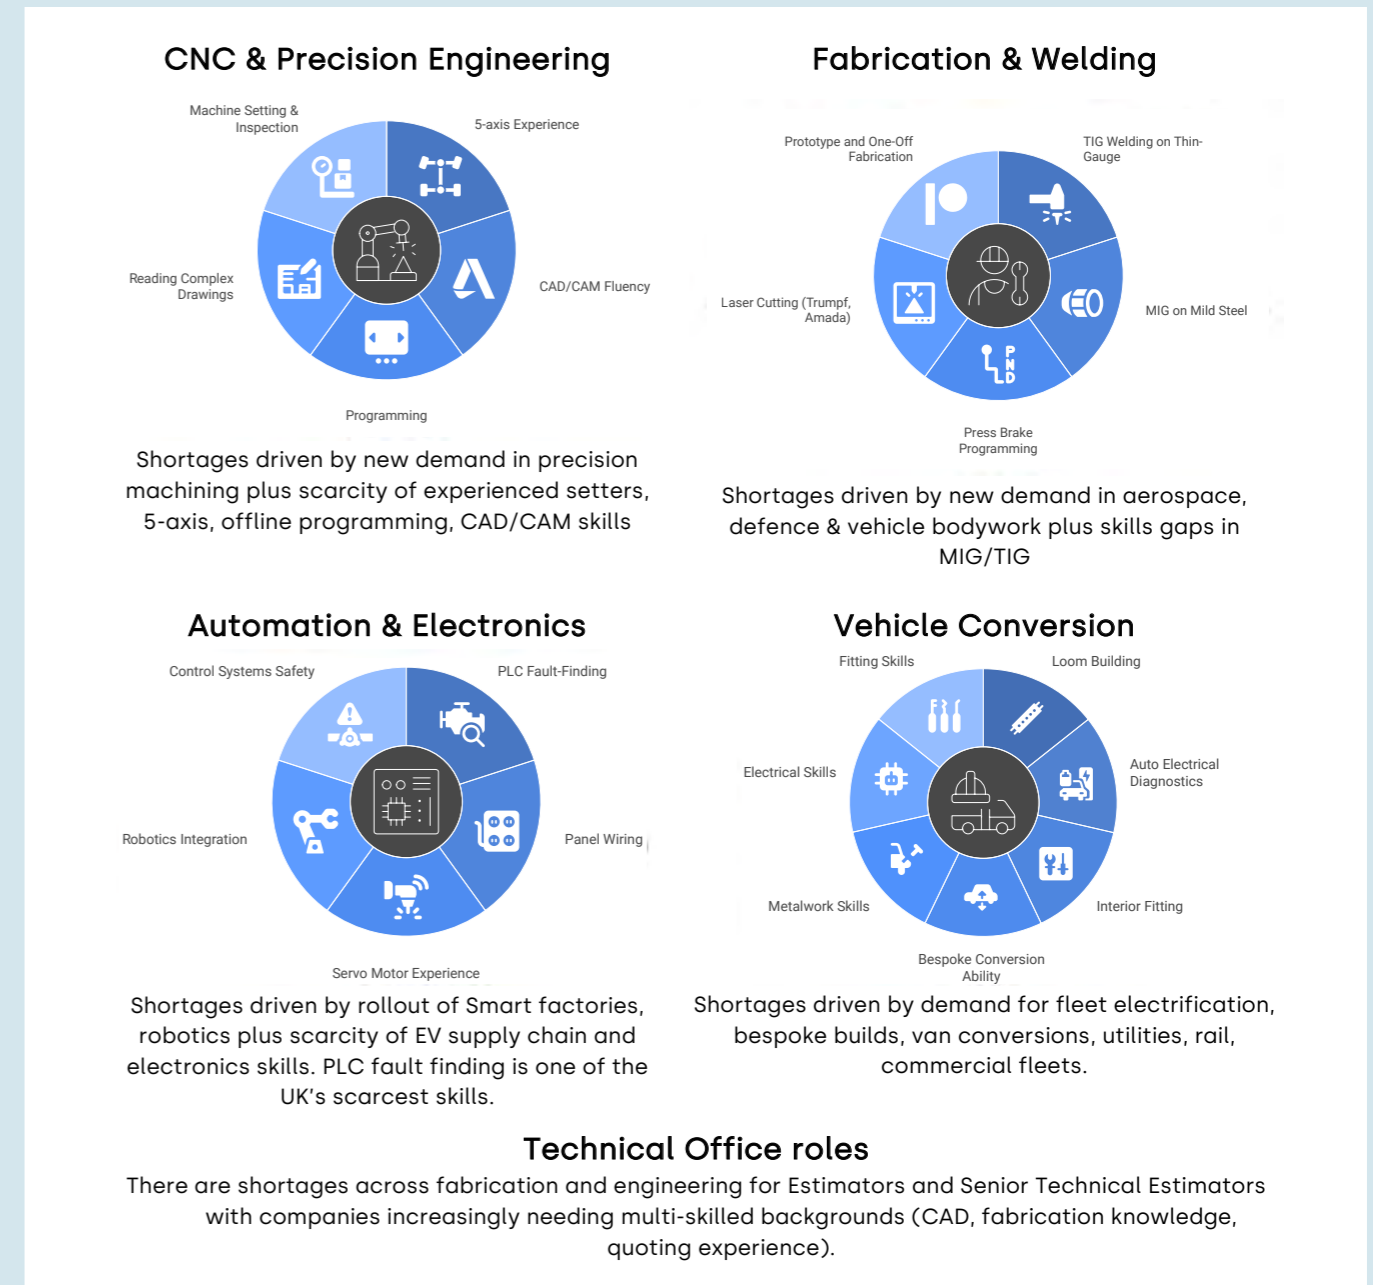 CNC & Precision Engineering
Machine Setting &
Inspection
5-axis Experience
Reading Complex
Drawings
CAD/CAM Fluency
Programming
Shortages driven by new demand in precision
machining plus scarcity of experienced setters,
5-axis, offline programming, CAD/CAM skills
Fabrication & Welding
Prototype and One-Off
Fabrication
TIG Welding on Thin-
Gauge
Laser Cutting (Trumpf,
Amada)
MIG on Mild Steel
P
N
D
Press Brake
Programming
Shortages driven by new demand in aerospace,
defence & vehicle bodywork plus skills gaps in
MIG/TIG
Automation & Electronics
Control Systems Safety
PLC Fault-Finding
Robotics Integration
Panel Wiring
Servo Motor Experience
Shortages driven by rollout of Smart factories,
robotics plus scarcity of EV supply chain and
electronics skills. PLC fault finding is one of the
UK's scarcest skills.
Vehicle Conversion
Fitting Skills
Loom Building
Electrical Skills
Auto Electrical
Diagnostics
Metalwork Skills
Interior Fitting
Bespoke Conversion
Ability
Shortages driven by demand for fleet electrification,
bespoke builds, van conversions, utilities, rail,
commercial fleets.
Technical Office roles
There are shortages across fabrication and engineering for Estimators and Senior Technical Estimators
with companies increasingly needing multi-skilled backgrounds (CAD, fabrication knowledge,
quoting experience).